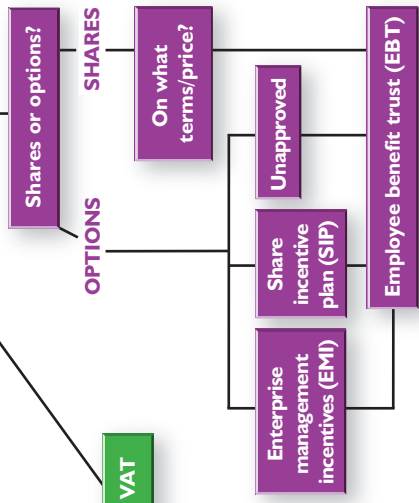 Shares or options?
SHARES
On what
terms/price?
OPTIONS
Unapproved
Share
incentive
plan (SIP)
Enterprise
management
incentives (EMI)
Employee benefit trust (EBT)
VAT